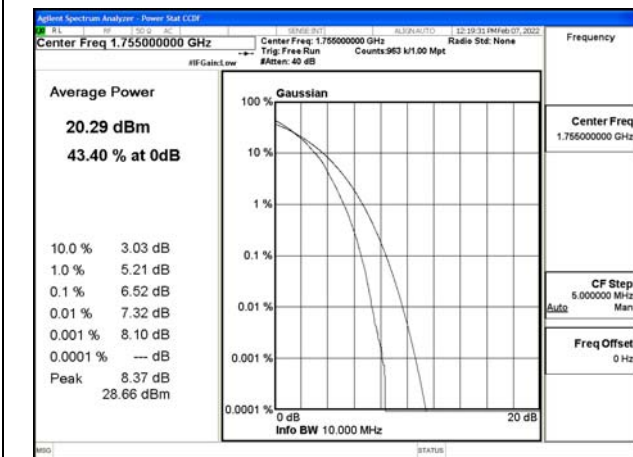 Agilent Spectrum Analyzer - Power Stat CCDF
RL RF 50 Ω AC SENSE:INT ALIGN AUTO 12:19:31 PM Feb 07, 2022
Center Freq 1.755000000 GHz
Center Freq: 1.755000000 GHz Radio Std: None
Trig: Free Run Counts:963 k/1.00 Mpt
#IFGain:Low #Atten: 40 dB
Frequency
Average Power
20.29 dBm
43.40 % at 0dB
10.0 % 3.03 dB
1.0 % 5.21 dB
0.1 % 6.52 dB
0.01 % 7.32 dB
0.001 % 8.10 dB
0.0001 % --- dB
Peak 8.37 dB
28.66 dBm
Gaussian
100 %
10 %
1 %
0.1 %
0.01 %
0.001 %
0.0001 %
0 dB 20 dB
Info BW 10.000 MHz
Center Freq
1.755000000 GHz
CF Step
5.000000 MHz
Auto Man
Freq Offset
0 Hz
MSG STATUS